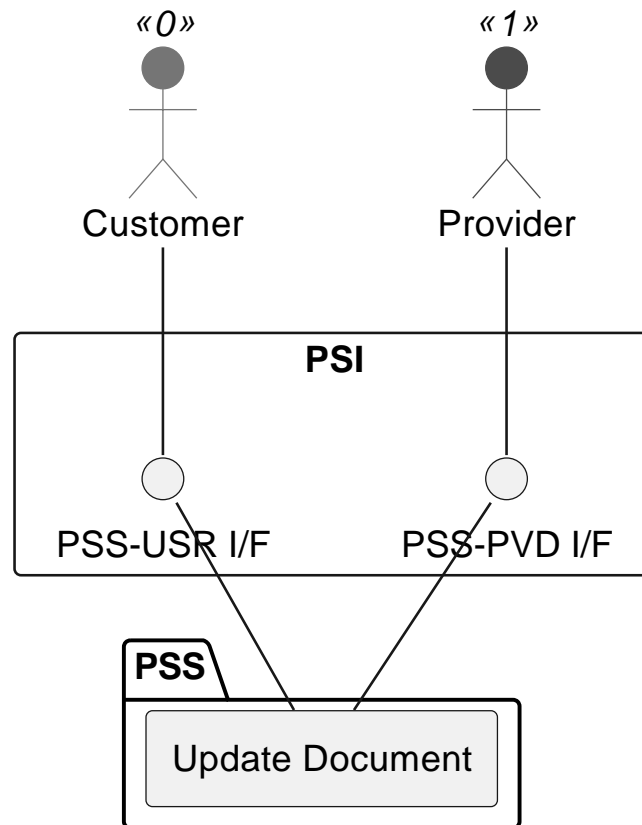 «0» «1»
Customer Provider
PSI
PSS-USR I/F PSS-PVD I/F
PSS
Update Document